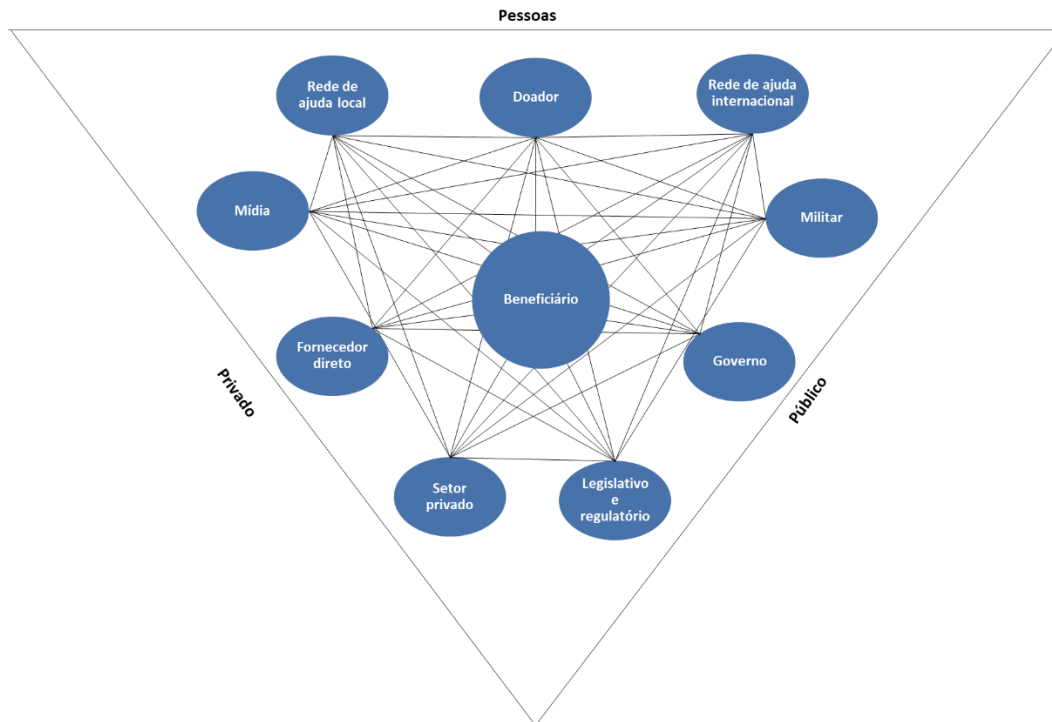 Pessoas
Rede de
ajuda local
Doador
Rede de ajuda
internacional
Mídia
Militar
Beneficiário
Fornecedor
direto
Governo
Privado
Público
Setor
privado
Legislativo
e
regulatório